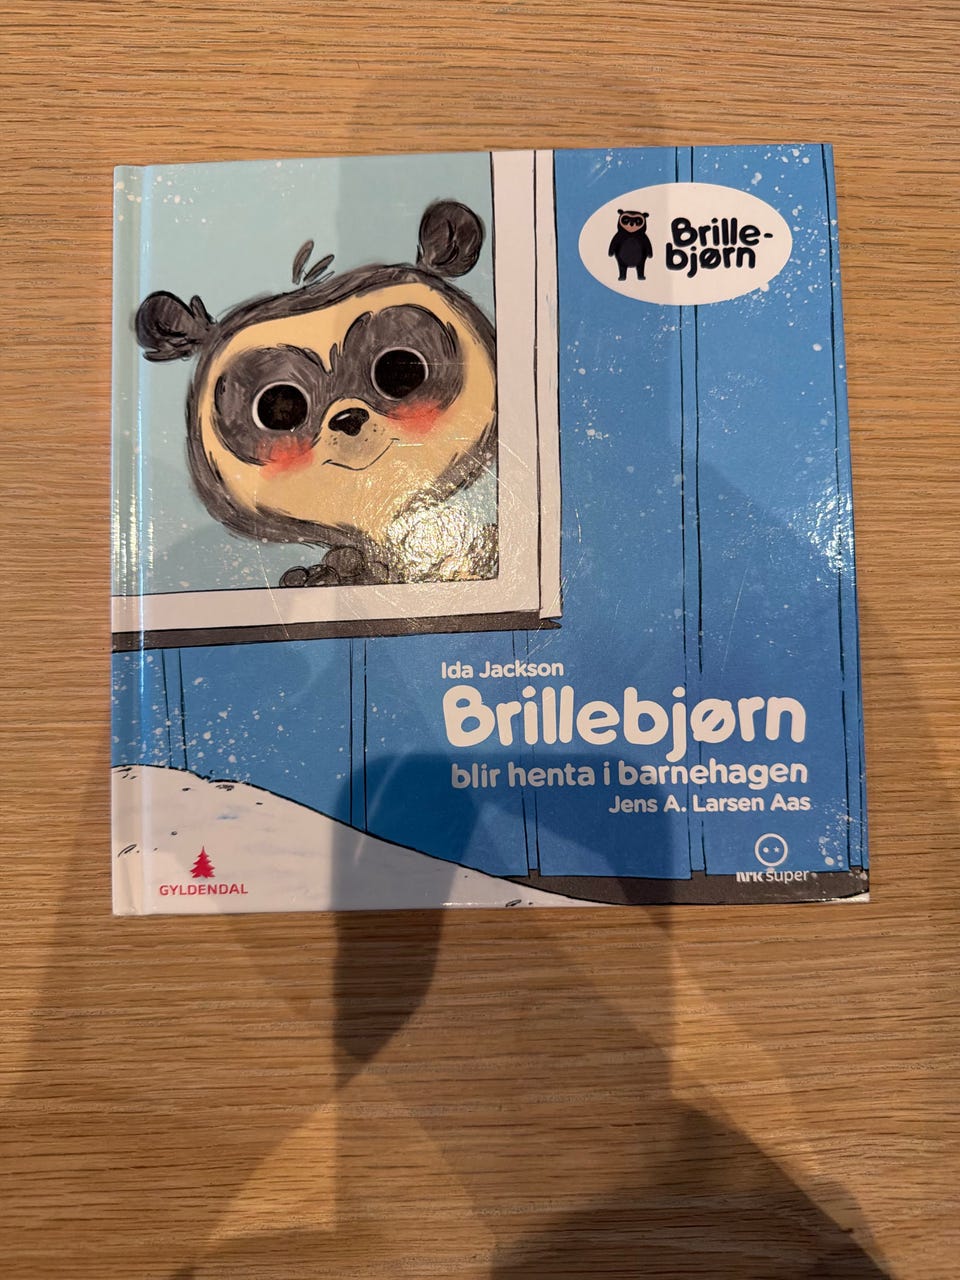 Brille-
bjørn
Ida Jackson
Brillebjørn
blir henta i barnehagen
Jens A. Larsen Aas
GYLDENDAL
NRK super